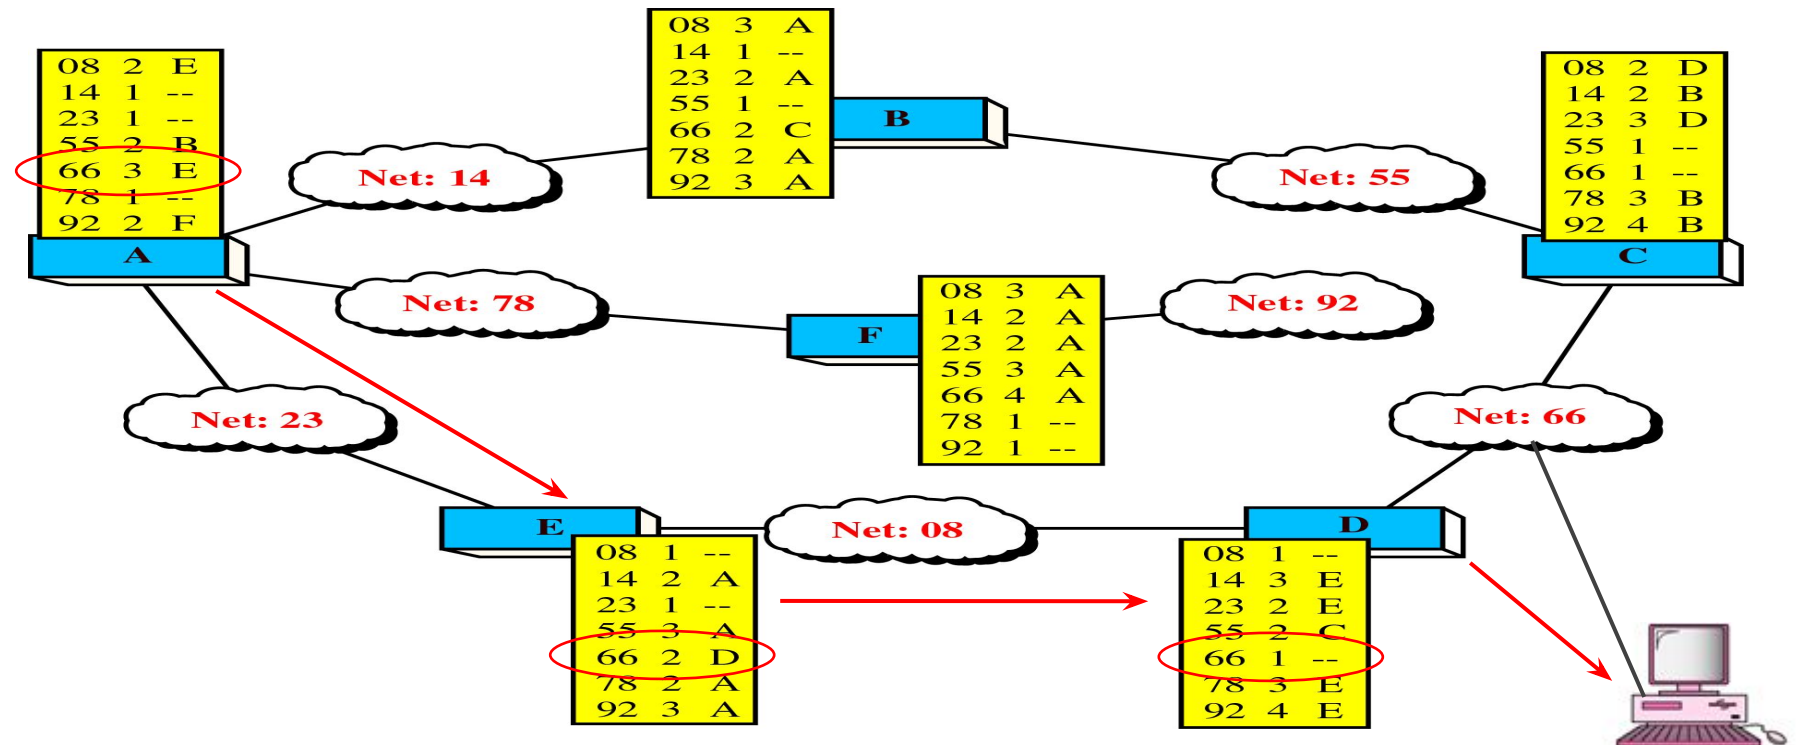 08 2 E
14 1 --
23 1 --
55 2 B
66 3 E
78 1 --
92 2 F
A
Net: 14
08 3 A
14 1 --
23 2 A
55 1 --
66 2 C
78 2 A
92 3 A
B
Net: 55
08 2 D
14 2 B
23 3 D
55 1 --
66 1 --
78 3 B
92 4 B
C
Net: 78
F
08 3 A
14 2 A
23 2 A
55 3 A
66 4 A
78 1 --
92 1 --
Net: 92
Net: 23
Net: 66
E
08 1 --
14 2 A
23 1 --
55 3 A
66 2 D
78 2 A
92 3 A
Net: 08
D
08 1 --
14 3 E
23 2 E
55 2 C
66 1 --
78 3 E
92 4 E